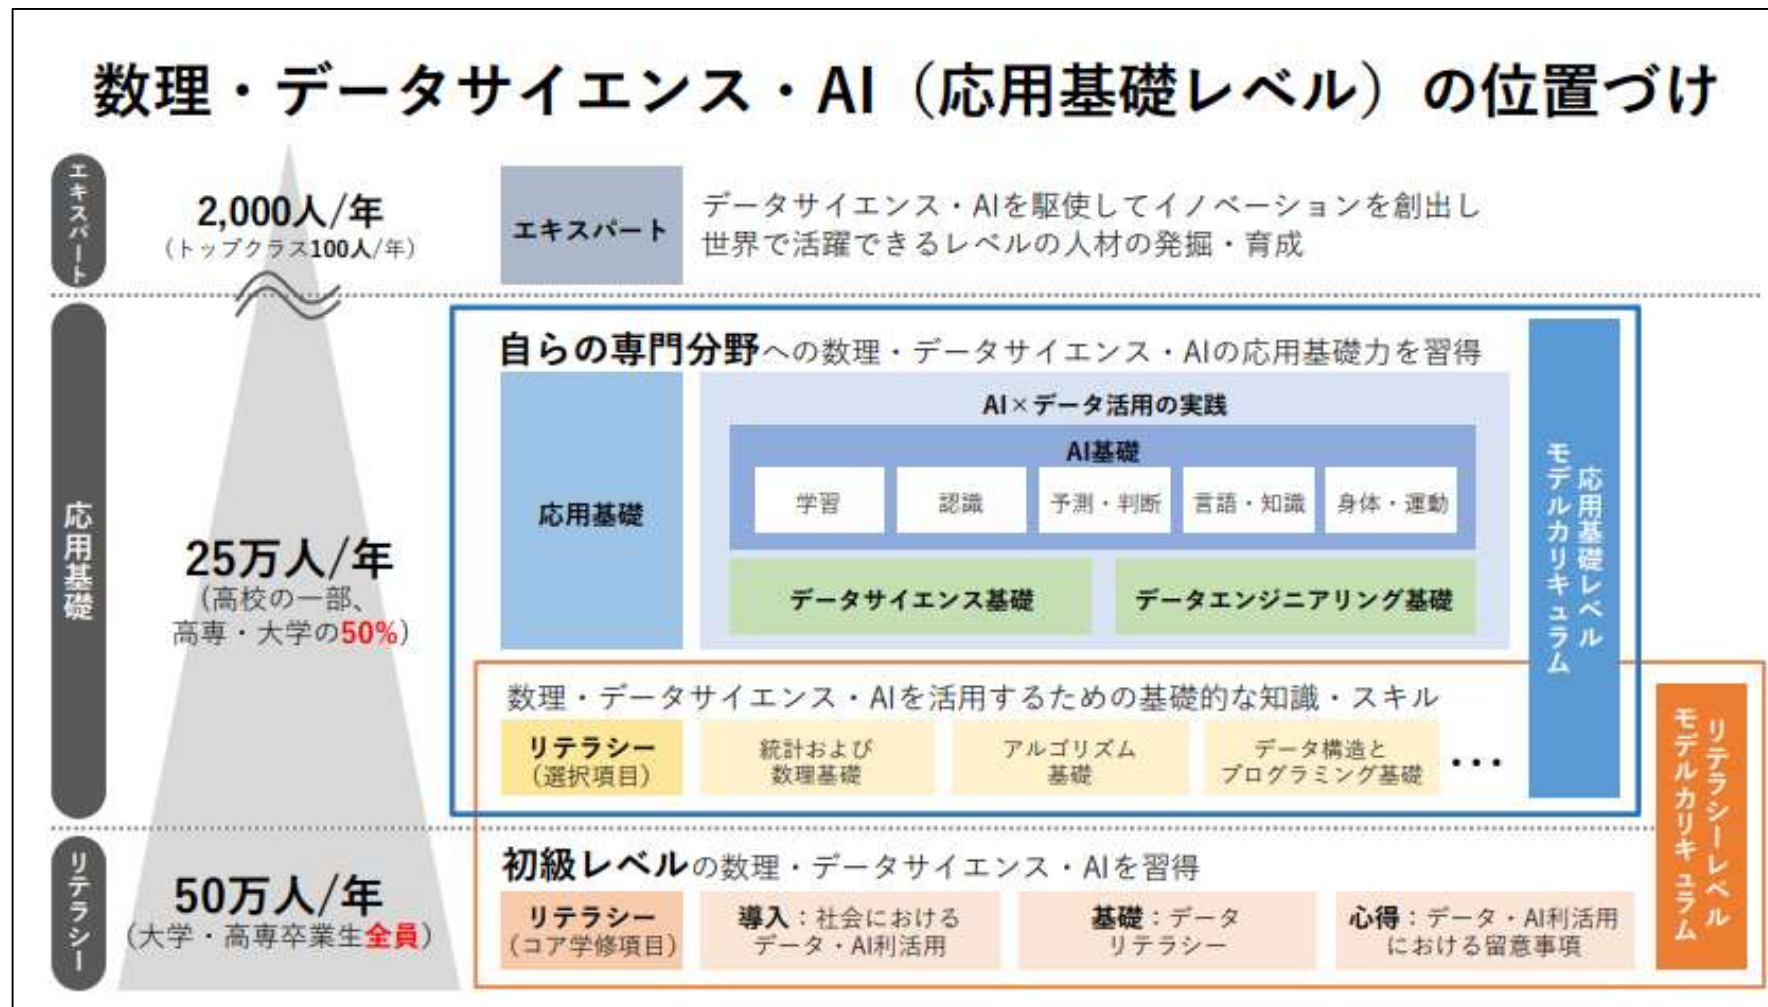 数理・データサイエンス・AI（応用基礎レベル）の位置づけ
エキスパート
2,000人/年
（トップクラス100人/年）
エキスパート
データサイエンス・AIを駆使してイノベーションを創出し
世界で活躍できるレベルの人材の発掘・育成
応用基礎
25万人/年
（高校の一部、
高専・大学の50%）
自らの専門分野への数理・データサイエンス・AIの応用基礎力を習得
応用基礎
AI×データ活用の実践
AI基礎
学習
認識
予測・判断
言語・知識
身体・運動
データサイエンス基礎
データエンジニアリング基礎
応用基礎レベル
モデルカリキュラム
数理・データサイエンス・AIを活用するための基礎的な知識・スキル
リテラシー
（選択項目）
統計および
数理基礎
アルゴリズム
基礎
データ構造と
プログラミング基礎
・・・
リテラシーレベル
モデルカリキュラム
リテラシー
50万人/年
（大学・高専卒業生全員）
初級レベルの数理・データサイエンス・AIを習得
リテラシー
（コア学修項目）
導入：社会における
データ・AI利活用
基礎：データ
リテラシー
心得：データ・AI利活用
における留意事項